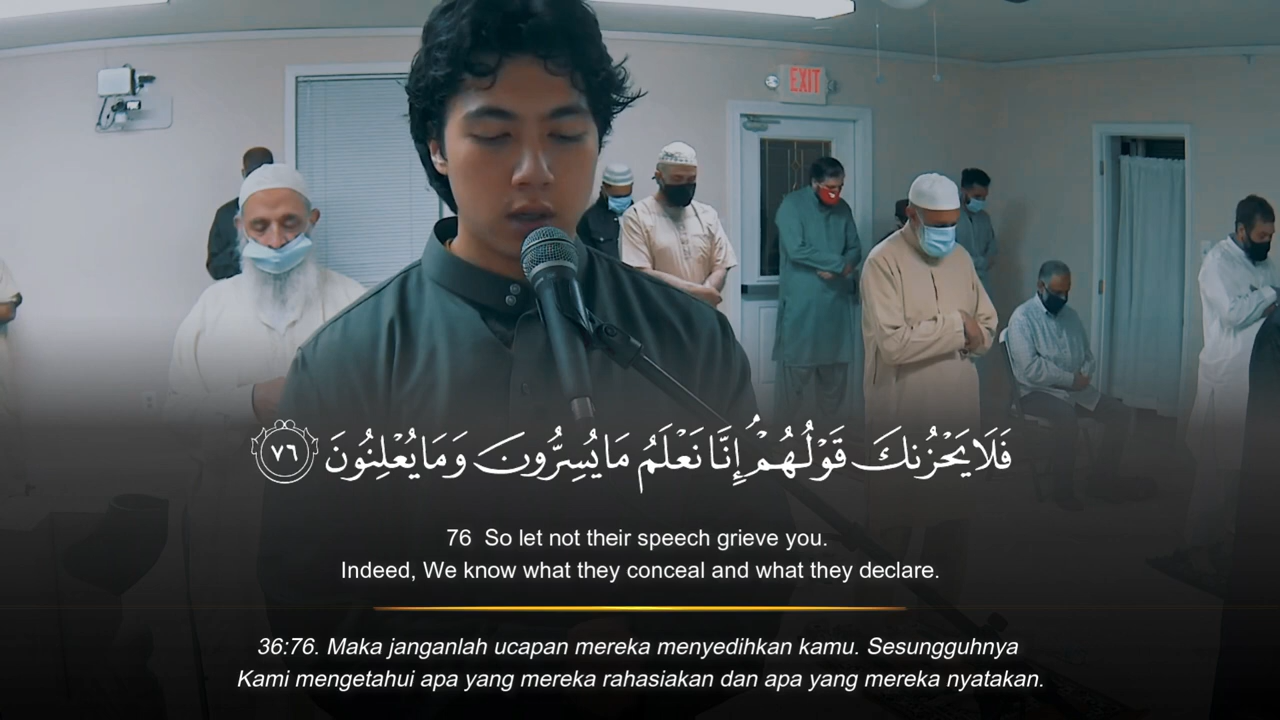 EXIT
فَلَا يَحْزُنكَ قَوْلُهُمْ ۘ إِنَّا نَعْلَمُ مَا يُسِرُّونَ وَمَا يُعْلِنُونَ ٧٦
76 So let not their speech grieve you.
Indeed, We know what they conceal and what they declare.
36:76. Maka janganlah ucapan mereka menyedihkan kamu. Sesungguhnya
Kami mengetahui apa yang mereka rahasiakan dan apa yang mereka nyatakan.